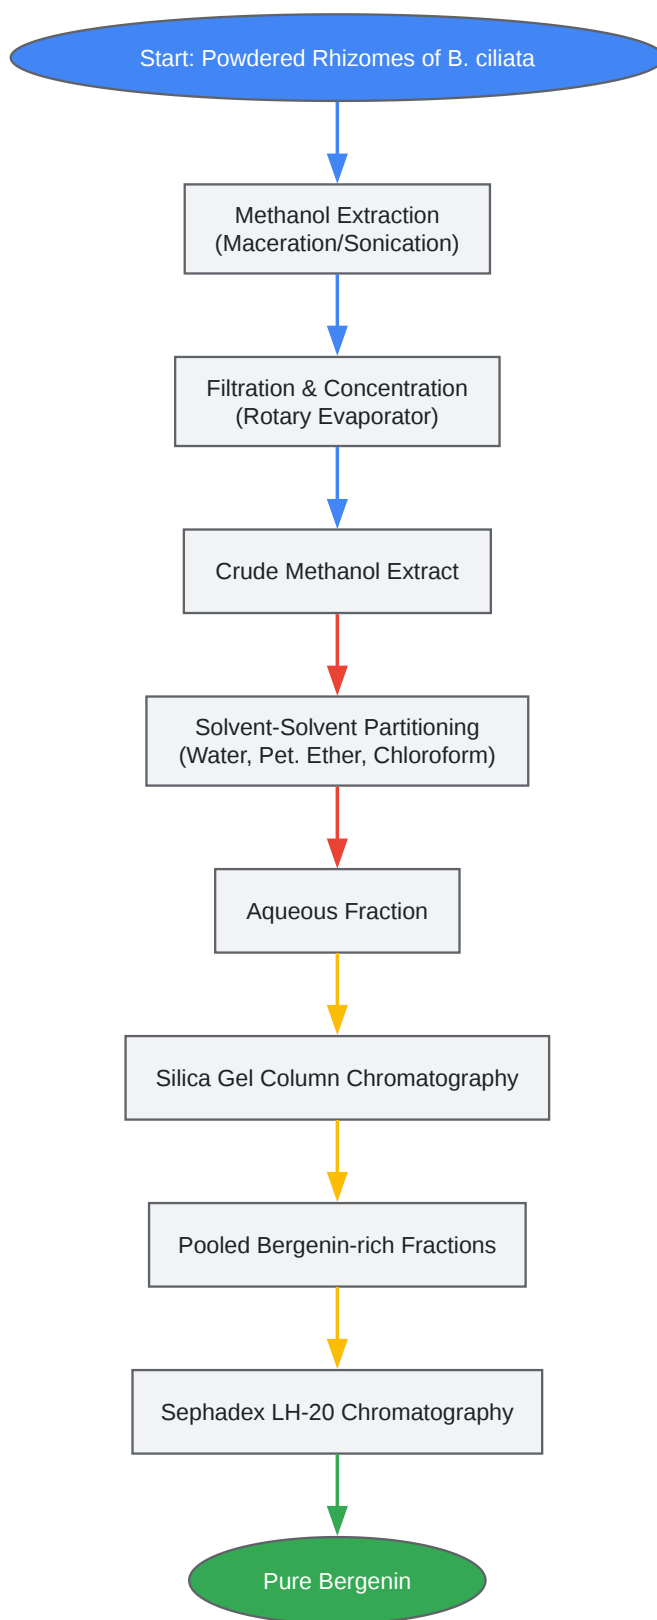 Start: Powdered Rhizomes of B. ciliata
Methanol Extraction
(Maceration/Sonication)
Filtration & Concentration
(Rotary Evaporator)
Crude Methanol Extract
Solvent-Solvent Partitioning
(Water, Pet. Ether, Chloroform)
Aqueous Fraction
Silica Gel Column Chromatography
Pooled Bergenin-rich Fractions
Sephadex LH-20 Chromatography
Pure Bergenin